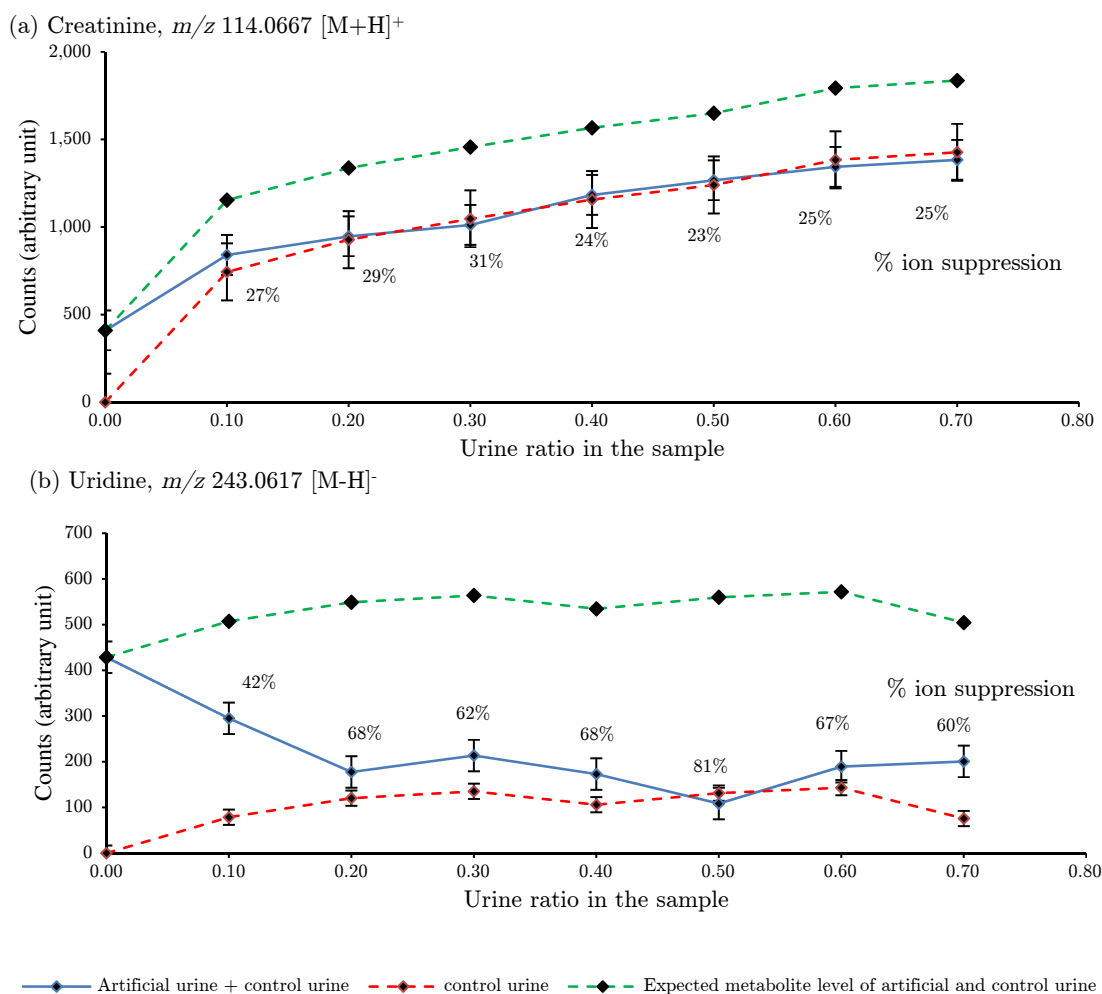 (a) Creatinine, m/z 114.0667 [M+H]+
2,000
1,500
1,000
500
0
Counts (arbitrary unit)
27%
29%
31%
24%
23%
25%
25%
% ion suppression
0.00 0.10 0.20 0.30 0.40 0.50 0.60 0.70 0.80
Urine ratio in the sample
(b) Uridine, m/z 243.0617 [M-H]-
700
600
500
400
300
200
100
0
Counts (arbitrary unit)
42%
68%
62%
68%
81%
67%
60%
% ion suppression
0.00 0.10 0.20 0.30 0.40 0.50 0.60 0.70 0.80
Urine ratio in the sample
Artificial urine + control urine control urine Expected metabolite level of artificial and control urine